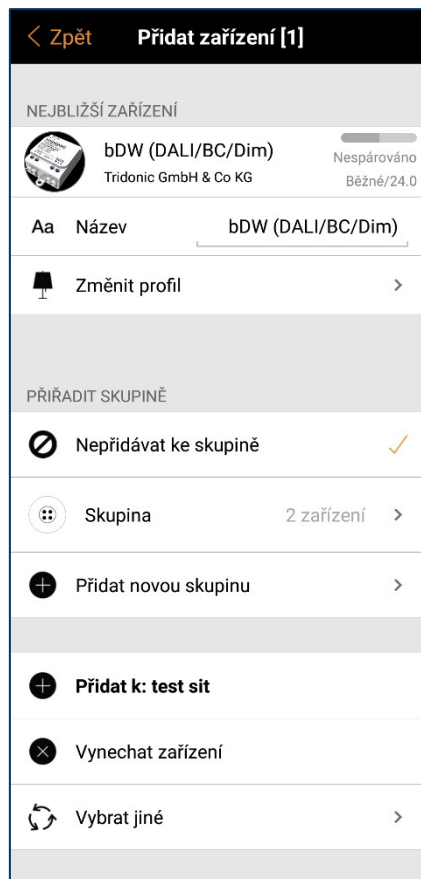 Zpět Přidat zařízení [1]
NEJBLIŽŠÍ ZAŘÍZENÍ
bDW (DALI/BC/Dim)
Nespárováno
Tridonic GmbH & Co KG
Běžné/24.0
Aa Název bDW (DALI/BC/Dim)
Změnit profil
PŘIŘADIT SKUPINĚ
Nepřidávat ke skupině
Skupina 2 zařízení
Přidat novou skupinu
Přidat k: test sit
Vynechat zařízení
Vybrat jiné